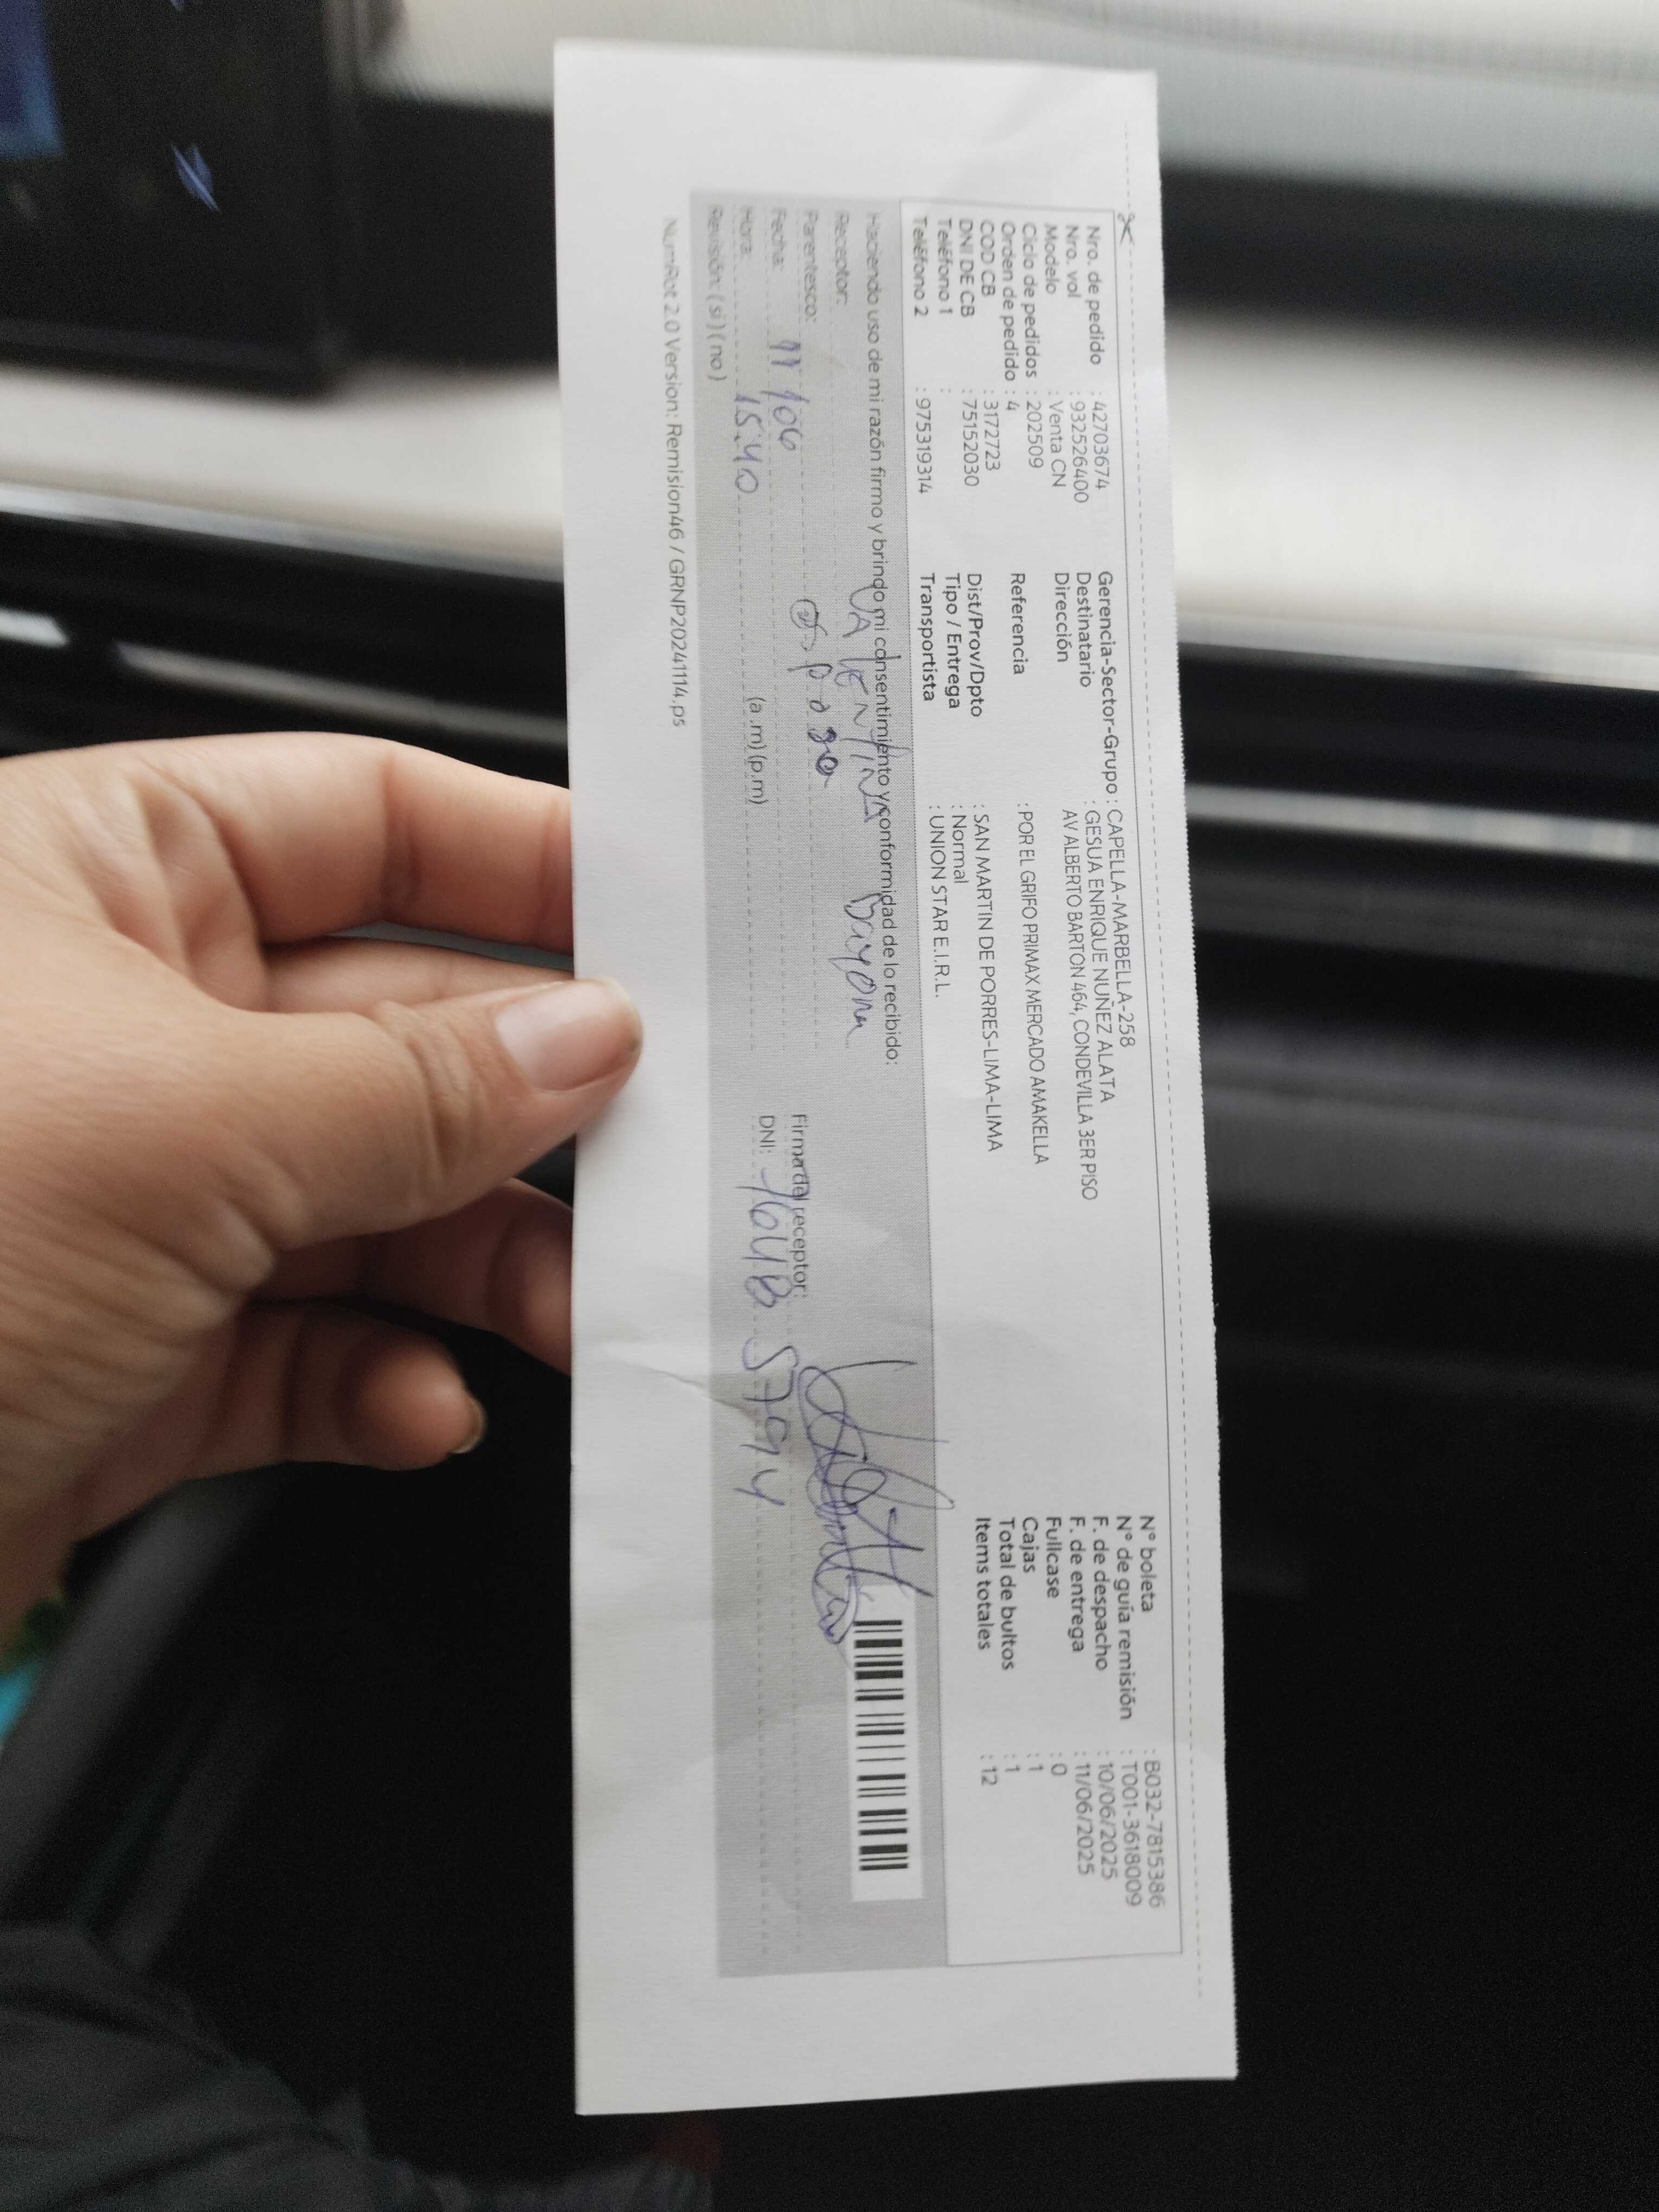 Nro. de pedido : 42703674
Nro. vol : 932526400
Modelo : Venta CN
Ciclo de pedidos : 202509
Orden de pedido : 4
COD CB : 3172723
DNI DE CB : 75152030
Teléfono 1 :
Teléfono 2 : 975319314
Gerencia-Sector-Grupo : CAPELLA-MARBELLA-258
Destinatario : GESUA ENRIQUE NUÑEZ ALATA
Dirección AV ALBERTO BARTON 464, CONDEVILLA 3ER PISO
Referencia : POR EL GRIFO PRIMAX MERCADO AMAKELLA
Dist/Prov/Dpto : SAN MARTIN DE PORRES-LIMA-LIMA
Tipo / Entrega : Normal
Transportista : UNION STAR E.I.R.L.
N° boleta : B032-7815386
N° de guía remisión : T001-3618009
F. de despacho : 10/06/2025
F. de entrega : 11/06/2025
Fullcase : 0
Cajas : 1
Total de bultos : 1
Items totales : 12
Haciendo uso de mi razón firmo y brindo mi consentimiento y conformidad de lo recibido:
Receptor: VAlENTINA bayona
Parentesco:
Fecha: 11/06
Hora: 15:40 (a.m) (p.m)
Revisión: ( si ) ( no )
Firma del receptor:
DNI:
NumRot 2.0 Version: Remision46 / GRNP20241114.ps